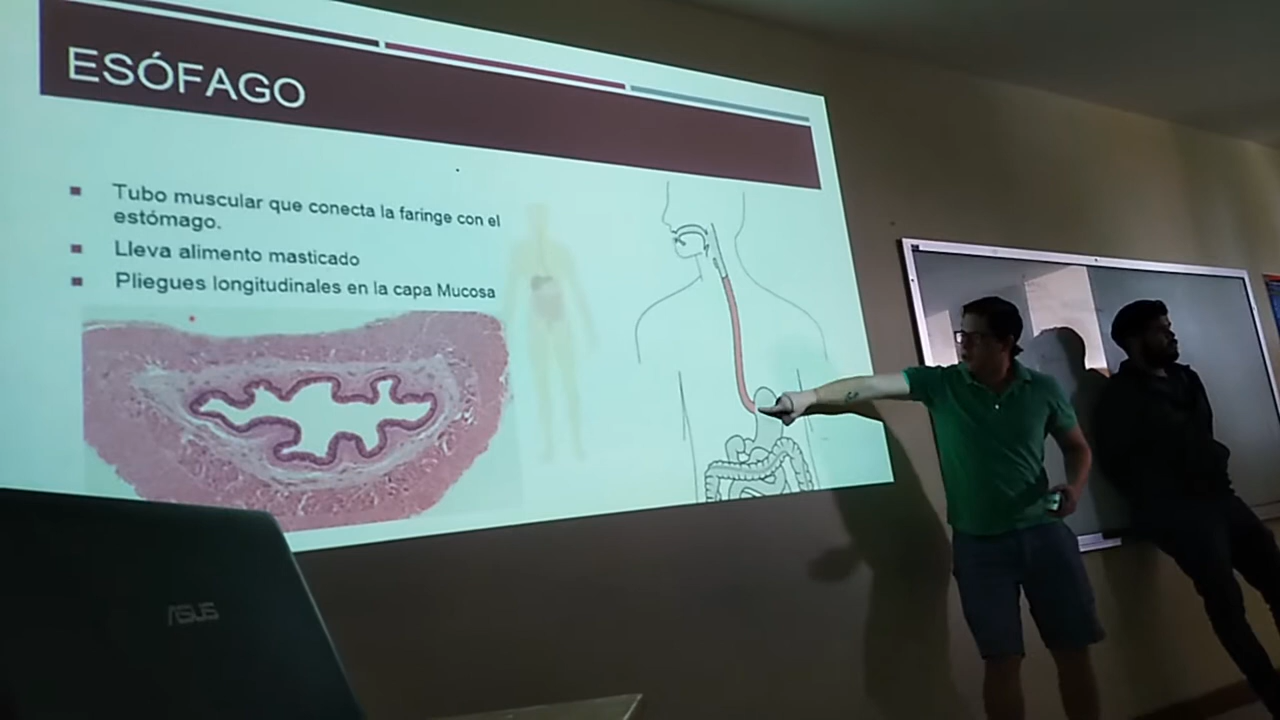 ESÓFAGO
Tubo muscular que conecta la faringe con el
estómago.
Lleva alimento masticado
Pliegues longitudinales en la capa Mucosa
ASUS